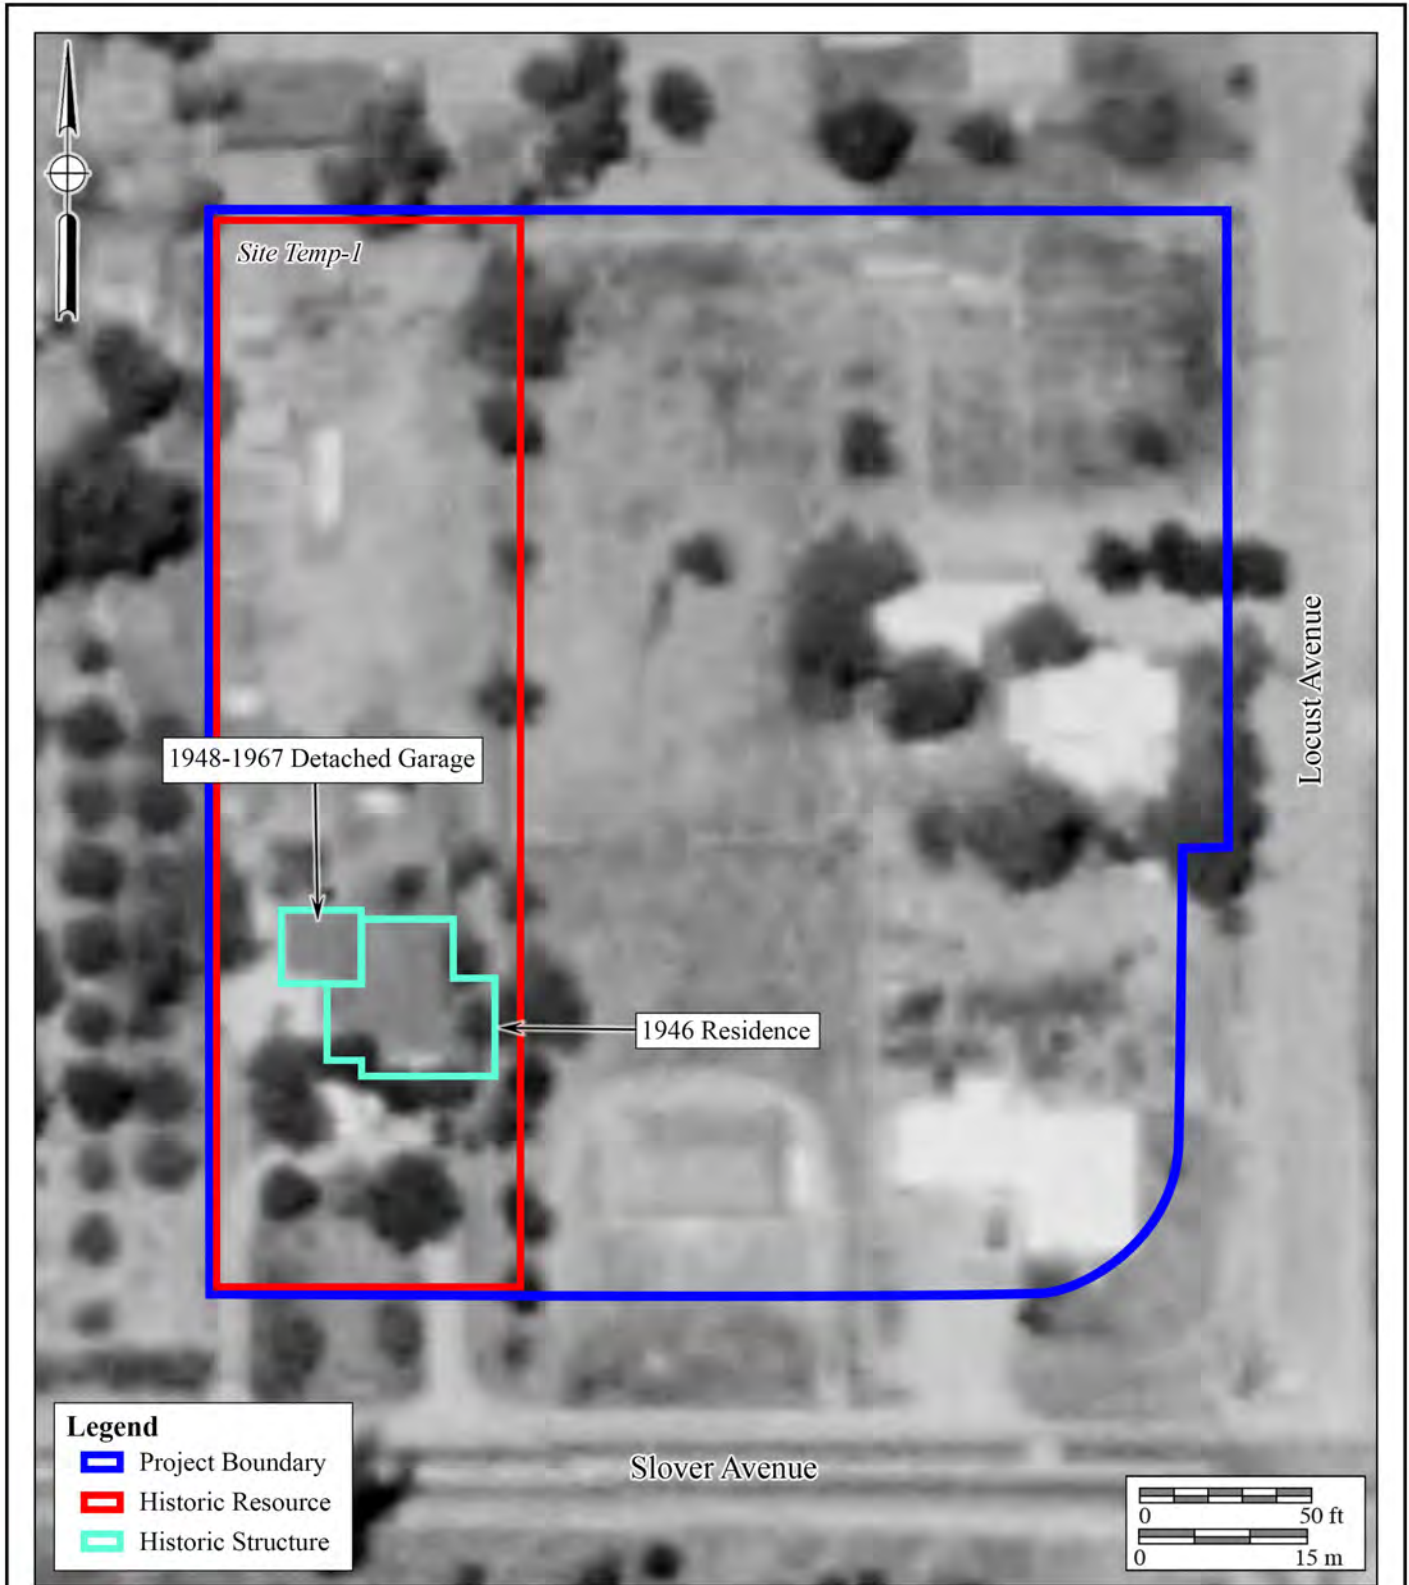 Site Temp-1
Locust Avenue
1948-1967 Detached Garage
1946 Residence
Slover Avenue
Legend
Project Boundary
Historic Resource
Historic Structure
0 50 ft
0 15 m